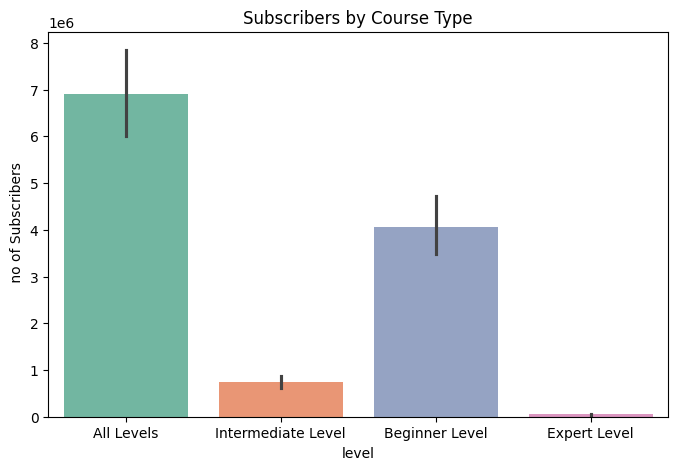 Subscribers by Course Type
1e6
8
7
6
5
4
3
2
1
0
no of Subscribers
All Levels
Intermediate Level
Beginner Level
Expert Level
level